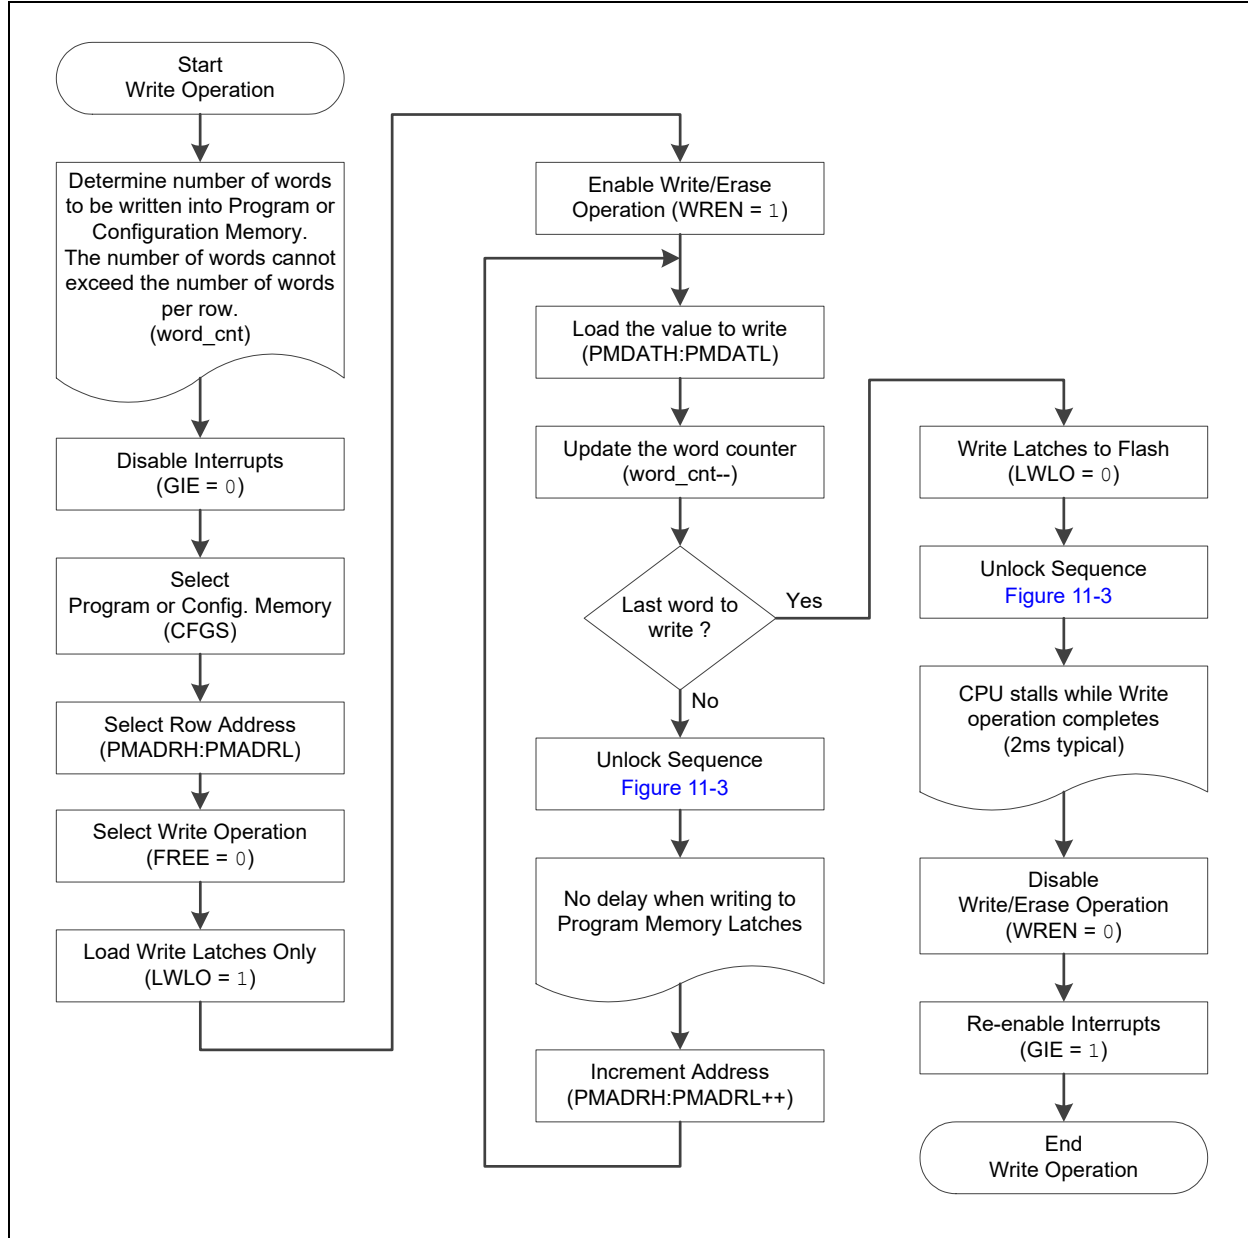 Start
Write Operation
Determine number of words
to be written into Program or
Configuration Memory.
The number of words cannot
exceed the number of words
per row.
(word_cnt)
Disable Interrupts
(GIE = 0)
Select
Program or Config. Memory
(CFGS)
Select Row Address
(PMADRH:PMADRL)
Select Write Operation
(FREE = 0)
Load Write Latches Only
(LWLO = 1)
Enable Write/Erase
Operation (WREN = 1)
Load the value to write
(PMDATH:PMDATL)
Update the word counter
(word_cnt--)
Last word to
write ?
Yes
No
Unlock Sequence
Figure 11-3
No delay when writing to
Program Memory Latches
Increment Address
(PMADRH:PMADRL++)
Write Latches to Flash
(LWLO = 0)
Unlock Sequence
Figure 11-3
CPU stalls while Write
operation completes
(2ms typical)
Disable
Write/Erase Operation
(WREN = 0)
Re-enable Interrupts
(GIE = 1)
End
Write Operation